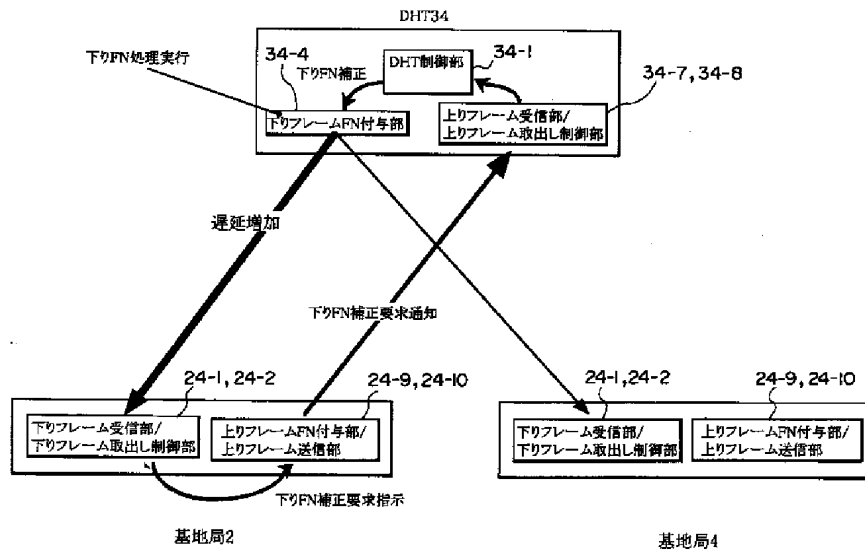 DHT34
下りFN処理実行
34-4
下りFN補正
DHT制御部
34-1
34-7, 34-8
下りフレームFN付与部
上りフレーム受信部/
上りフレーム取出し制御部
遅延増加
下りFN補正要求通知
24-1, 24-2
24-9, 24-10
24-1, 24-2
24-9, 24-10
下りフレーム受信部/
下りフレーム取出し制御部
上りフレームFN付与部/
上りフレーム送信部
下りフレーム受信部/
下りフレーム取出し制御部
上りフレームFN付与部/
上りフレーム送信部
下りFN補正要求指示
基地局2
基地局4